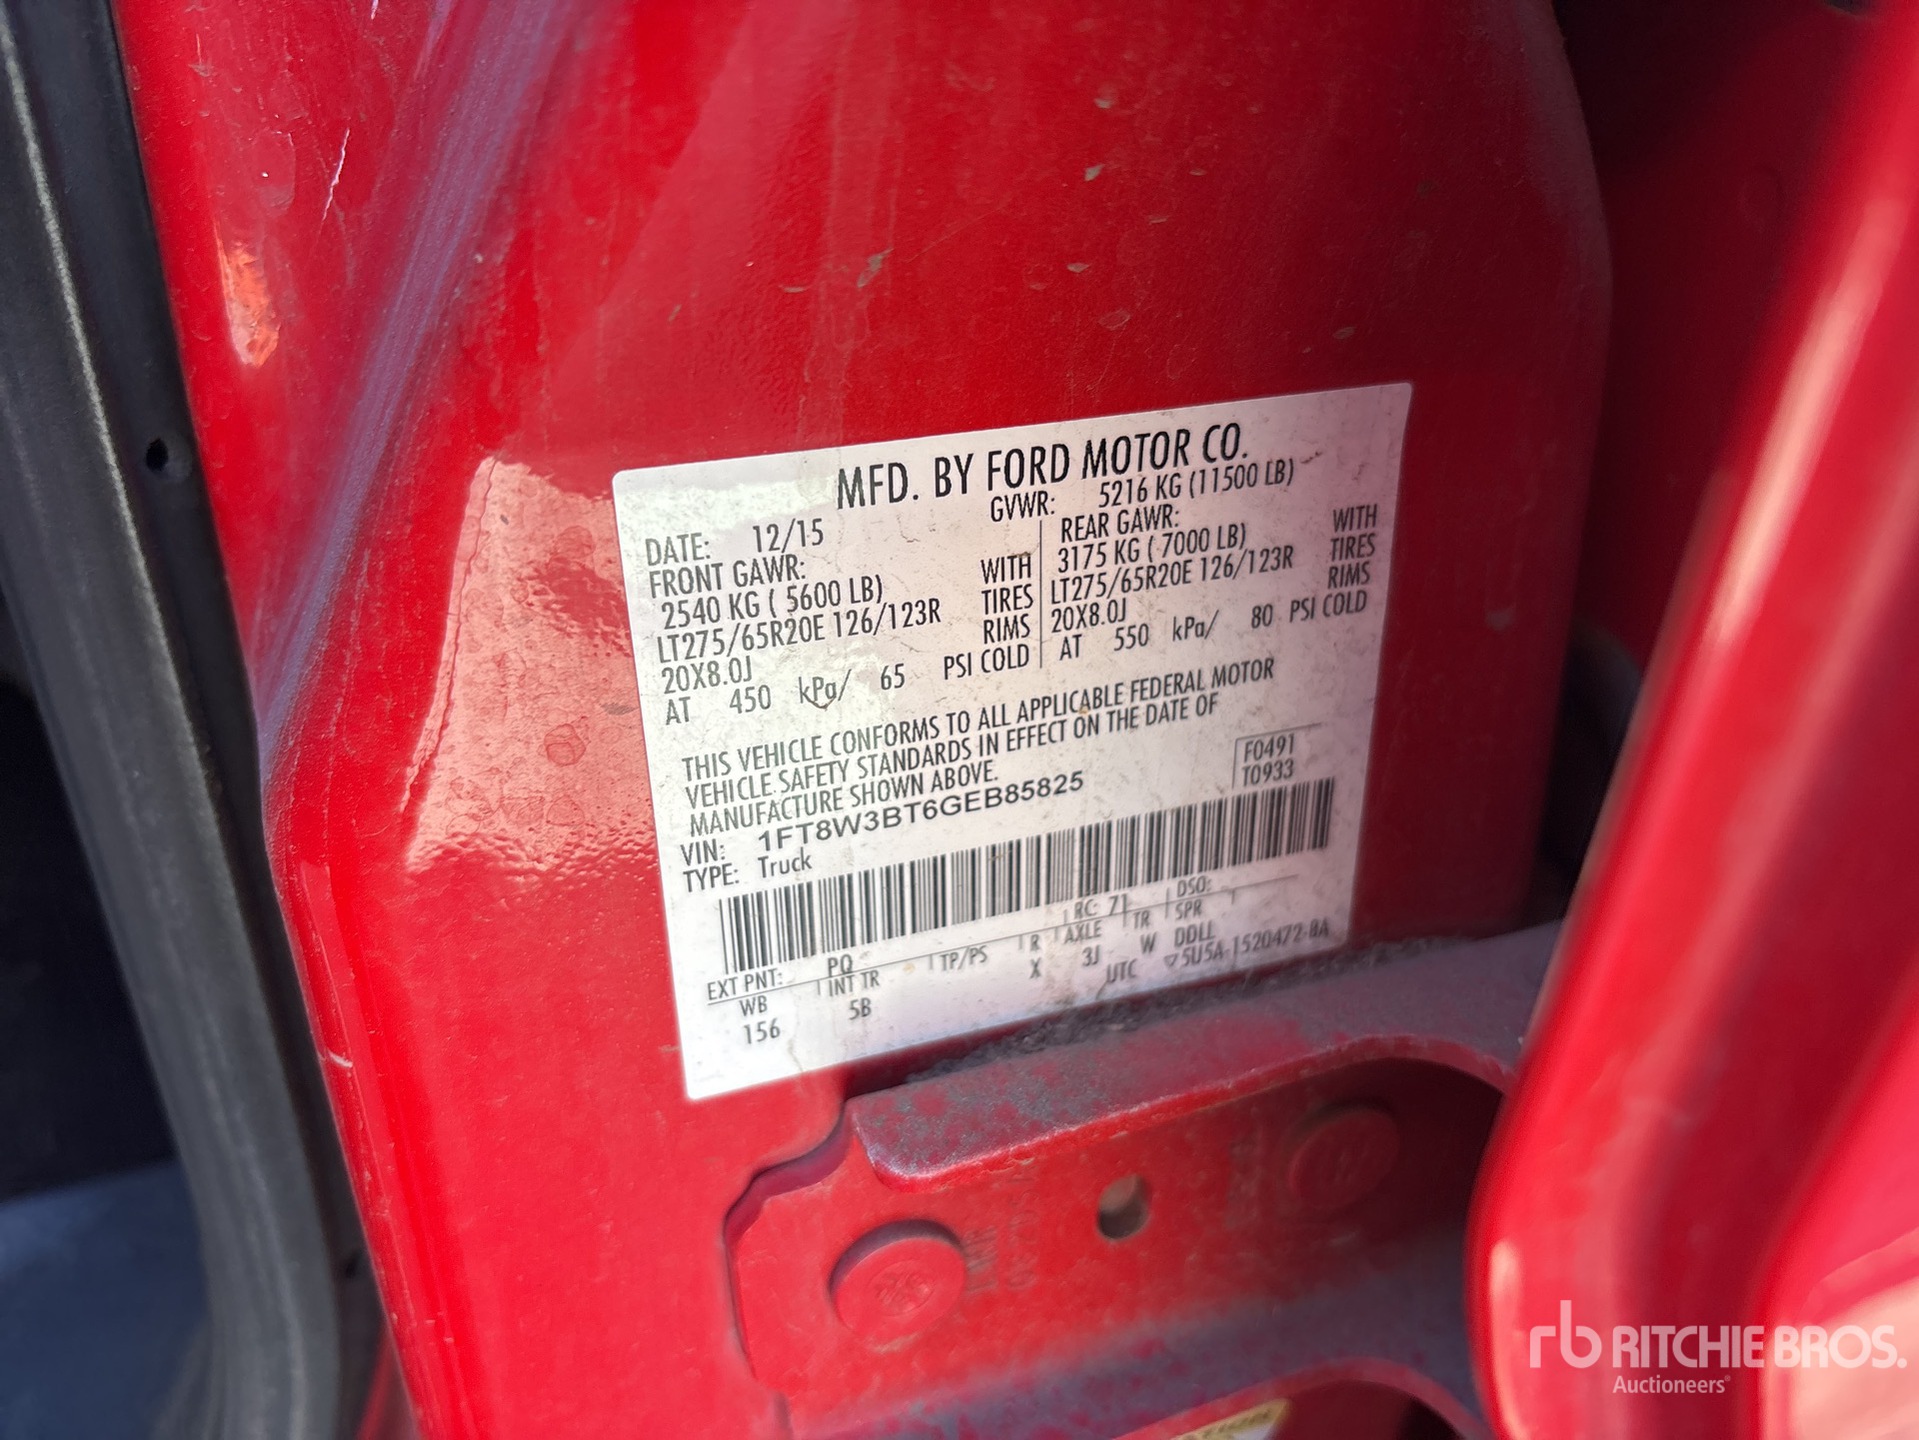 MFD. BY FORD MOTOR CO.
DATE: 12/15 GVWR: 5216 KG (11500 LB)
FRONT GAWR: REAR GAWR:
2540 KG ( 5600 LB) WITH 3175 KG ( 7000 LB) WITH
LT275/65R20E 126/123R TIRES LT275/65R20E 126/123R TIRES
20X8.0J RIMS 20X8.0J RIMS
AT 450 kPa/ 65 PSI COLD AT 550 kPa/ 80 PSI COLD
THIS VEHICLE CONFORMS TO ALL APPLICABLE FEDERAL MOTOR
VEHICLE SAFETY STANDARDS IN EFFECT ON THE DATE OF
MANUFACTURE SHOWN ABOVE.
F0491
T0933
VIN: 1FT8W3BT6GEB85825
TYPE: Truck
EXT PNT: PQ RC: 71 DSO:
WB INT TR TP/PS R AXLE TR SPR
156 5B X 3J W DDLL
UTC ▽5U5A-1520472-BA
rb RITCHIE BROS.
Auctioneers®